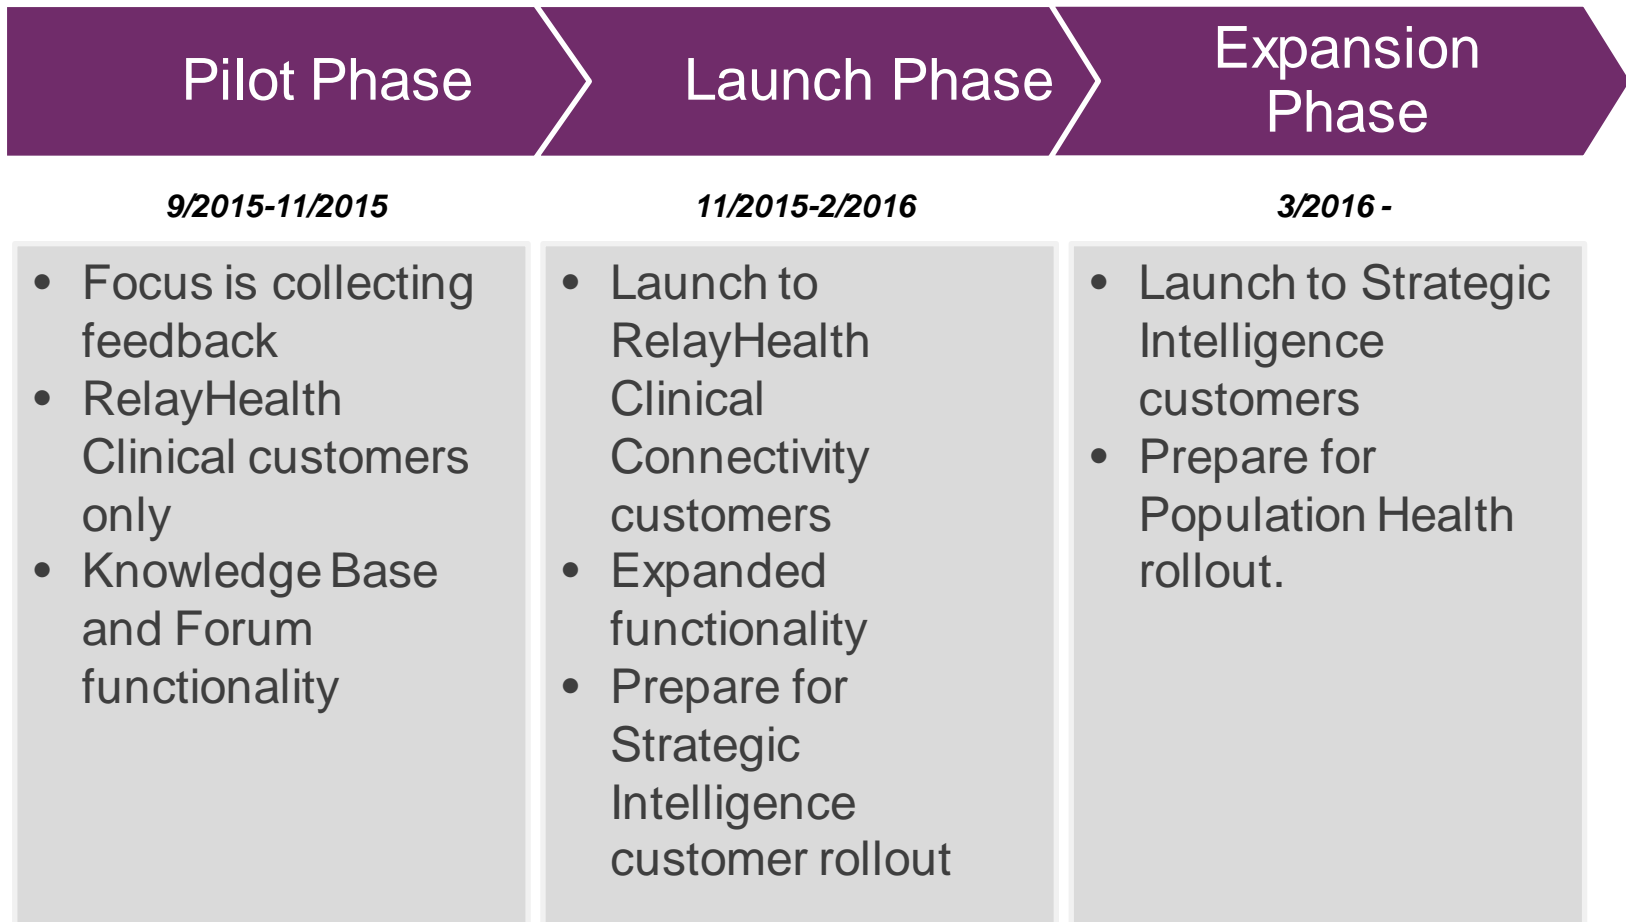 Pilot Phase
Launch Phase
Expansion
Phase
9/2015-11/2015
11/2015-2/2016
3/2016 -
• Focus is collecting
feedback
• RelayHealth
Clinical customers
only
• Knowledge Base
and Forum
functionality
• Launch to
RelayHealth
Clinical
Connectivity
customers
• Expanded
functionality
• Prepare for
Strategic
Intelligence
customer rollout
• Launch to Strategic
Intelligence
customers
• Prepare for
Population Health
rollout.